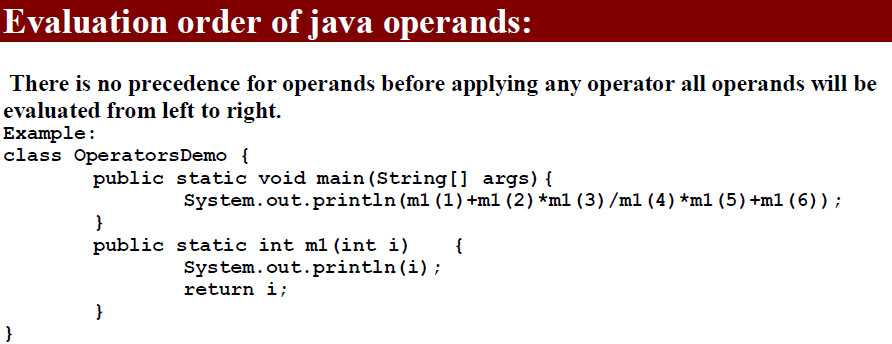 Evaluation order of java operands:
There is no precedence for operands before applying any operator all operands will be
evaluated from left to right.
Example:
class OperatorsDemo {
        public static void main(String[] args){
                System.out.println(m1(1)+m1(2)*m1(3)/m1(4)*m1(5)+m1(6));
        }
        public static int m1(int i)    {
                System.out.println(i);
                return i;
        }
}